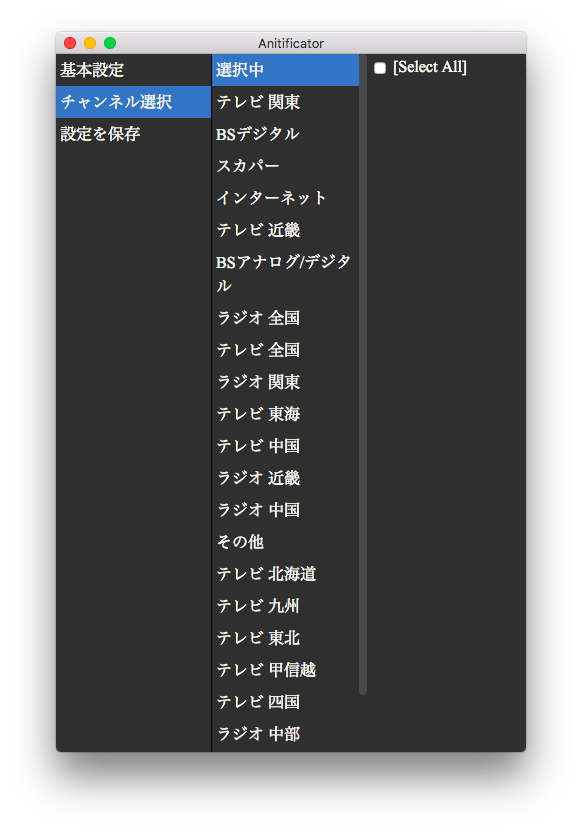 Anitificator
基本設定
チャンネル選択
設定を保存
選択中
テレビ 関東
BSデジタル
スカパー
インターネット
テレビ 近畿
BSアナログ/デジタ
ル
ラジオ 全国
テレビ 全国
ラジオ 関東
テレビ 東海
テレビ 中国
ラジオ 近畿
ラジオ 中国
その他
テレビ 北海道
テレビ 九州
テレビ 東北
テレビ 甲信越
テレビ 四国
ラジオ 中部
[Select All]